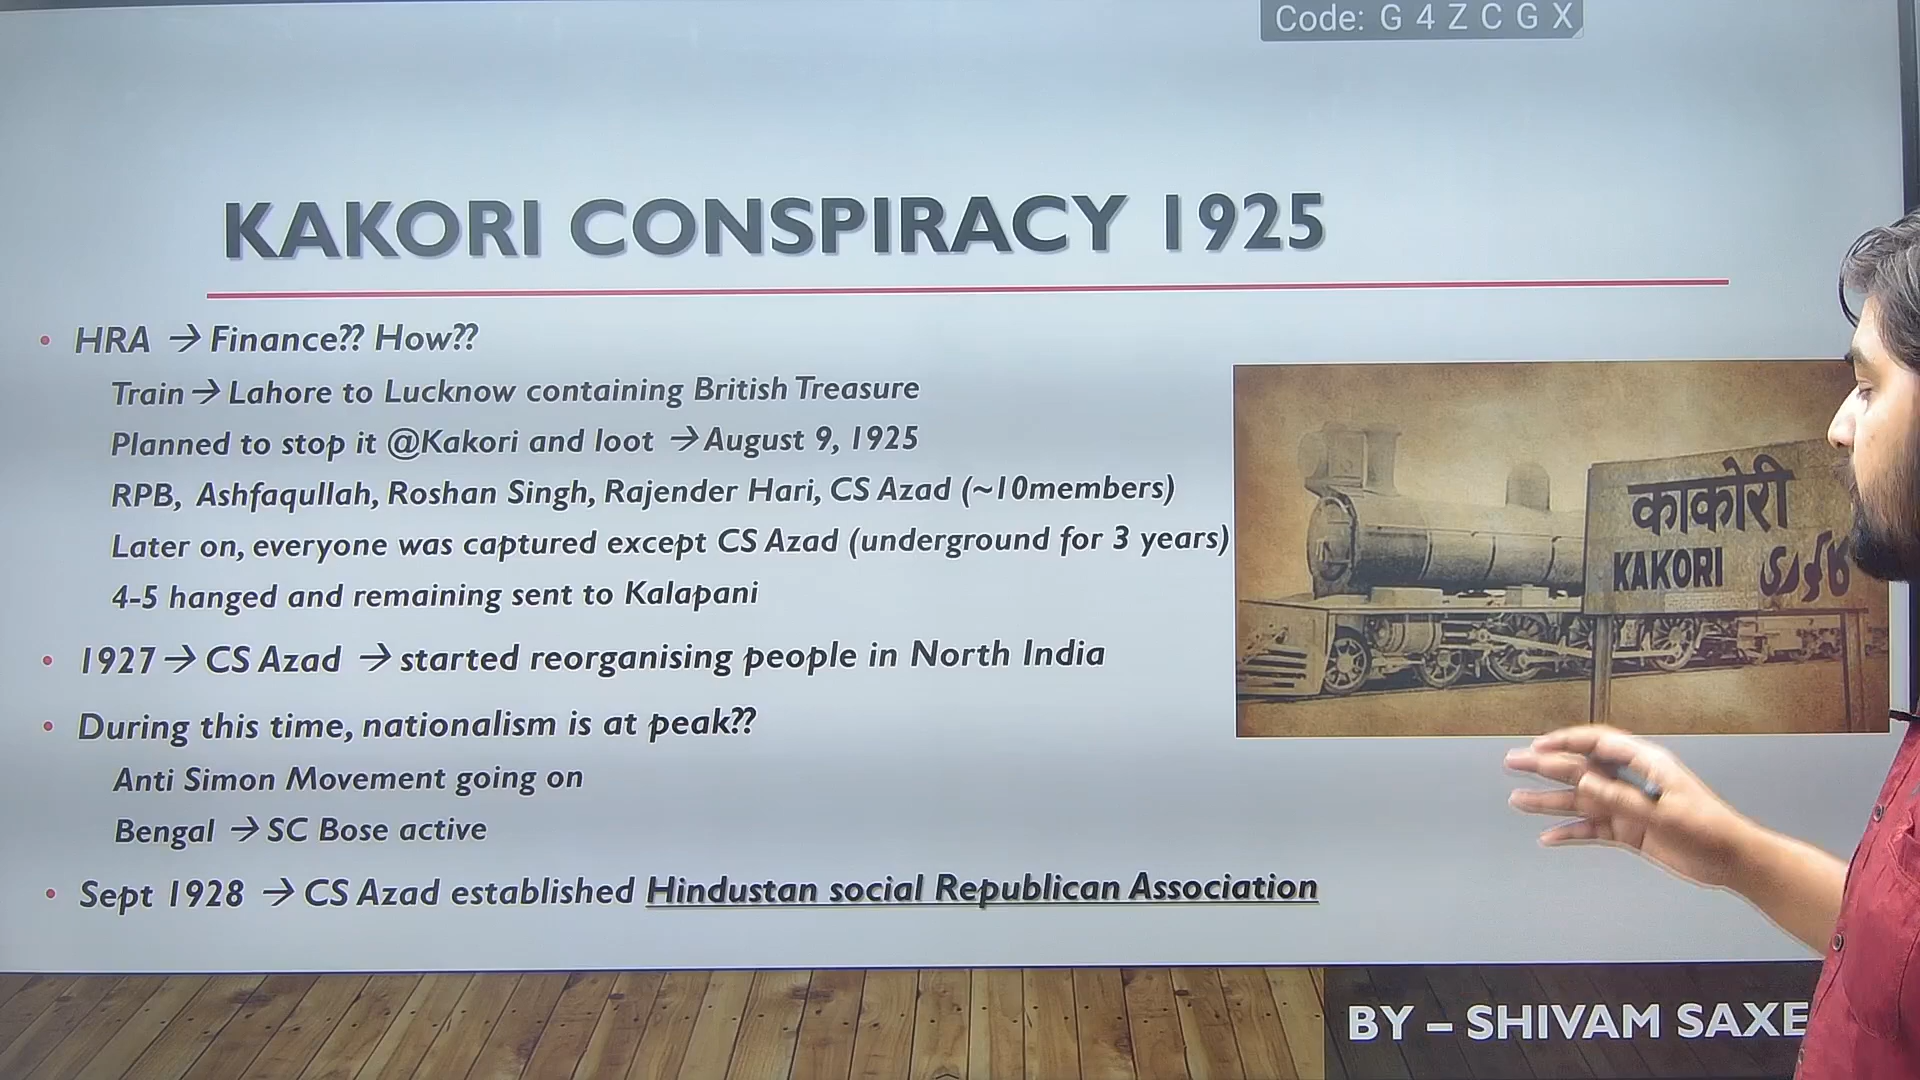 Code: G 4 Z C G X
KAKORI CONSPIRACY 1925
• HRA → Finance?? How??
Train → Lahore to Lucknow containing British Treasure
Planned to stop it @Kakori and loot → August 9, 1925
RPB, Ashfaqullah, Roshan Singh, Rajender Hari, CS Azad (~10members)
Later on, everyone was captured except CS Azad (underground for 3 years)
4-5 hanged and remaining sent to Kalapani
• 1927 → CS Azad → started reorganising people in North India
• During this time, nationalism is at peak??
Anti Simon Movement going on
Bengal → SC Bose active
• Sept 1928 → CS Azad established Hindustan social Republican Association
काकोरी
KAKORI
BY – SHIVAM SAXE